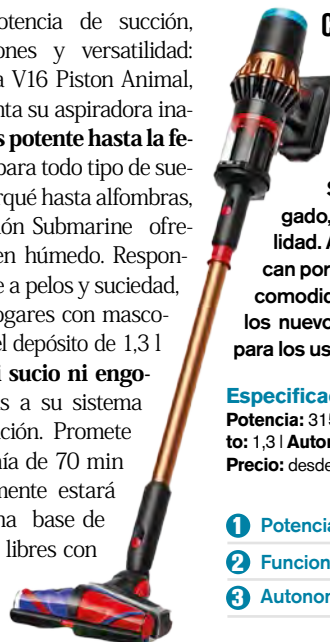 otencia de succión,
ones y versatilidad:
a V16 Piston Animal,
nta su aspiradora ina-
s potente hasta la fe-
para todo tipo de sue-
rqué hasta alfombras,
ión Submarine ofre-
en húmedo. Respon-
e a pelos y suciedad,
ogares con masco-
el depósito de 1,3 l
i sucio ni engo-
s a su sistema
ción. Promete
ía de 70 min
mente estará
na base de
libres con
C
S
gado,
lidad. A
can por
comodid
los nuevo
para los us
Especifica
Potencia: 315
to: 1,3 l Auton
Precio: desde
1 Potencia
2 Funcion
3 Autonor